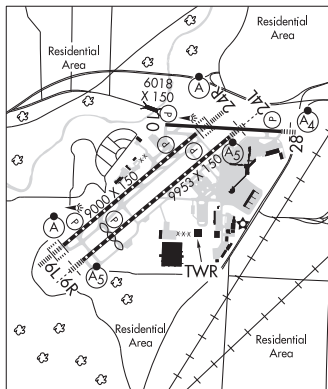 Residential
Area
Residential
Area
6018
X 150
A
P
24R
24L
P
A4
10
28
P
A5
9000 X 150
9953 X 150
P
A
P
6L
6R
A5
TWR
Residential
Area
Residential
Area